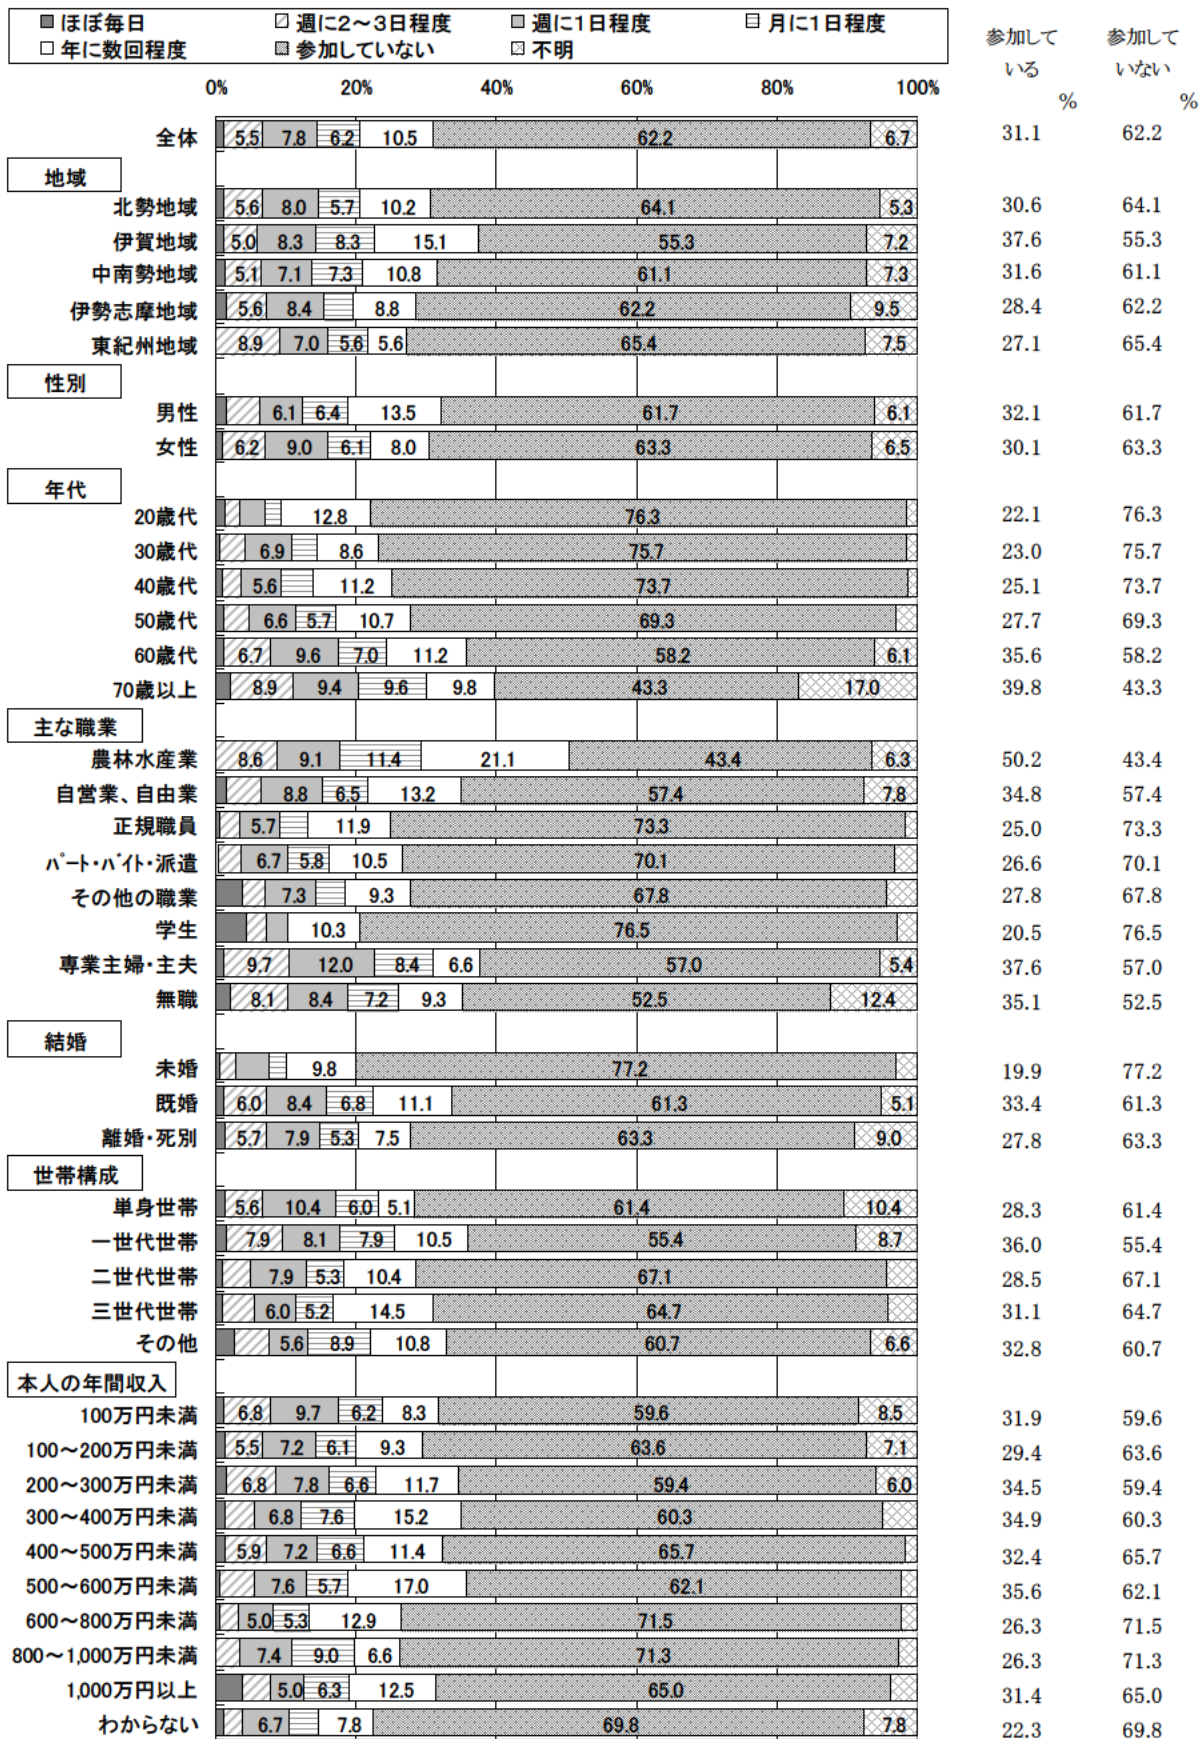 ほぼ毎日 週に2～3日程度 週に1日程度 月に1日程度
年に数回程度 参加していない 不明
参加して 参加して
いる いない
% %
0% 20% 40% 60% 80% 100%
全体 5.5 7.8 6.2 10.5 62.2 6.7 31.1 62.2
地域
北勢地域 5.6 8.0 5.7 10.2 64.1 5.3 30.6 64.1
伊賀地域 5.0 8.3 8.3 15.1 55.3 7.2 37.6 55.3
中南勢地域 5.1 7.1 7.3 10.8 61.1 7.3 31.6 61.1
伊勢志摩地域 5.6 8.4 8.8 62.2 9.5 28.4 62.2
東紀州地域 8.9 7.0 5.6 5.6 65.4 7.5 27.1 65.4
性別
男性 6.1 6.4 13.5 61.7 6.1 32.1 61.7
女性 6.2 9.0 6.1 8.0 63.3 6.5 30.1 63.3
年代
20歳代 12.8 76.3 22.1 76.3
30歳代 6.9 8.6 75.7 23.0 75.7
40歳代 5.6 11.2 73.7 25.1 73.7
50歳代 6.6 5.7 10.7 69.3 27.7 69.3
60歳代 6.7 9.6 7.0 11.2 58.2 6.1 35.6 58.2
70歳以上 8.9 9.4 9.6 9.8 43.3 17.0 39.8 43.3
主な職業
農林水産業 8.6 9.1 11.4 21.1 43.4 6.3 50.2 43.4
自営業、自由業 8.8 6.5 13.2 57.4 7.8 34.8 57.4
正規職員 5.7 11.9 73.3 25.0 73.3
パート・バイト・派遣 6.7 5.8 10.5 70.1 26.6 70.1
その他の職業 7.3 9.3 67.8 27.8 67.8
学生 10.3 76.5 20.5 76.5
専業主婦・主夫 9.7 12.0 8.4 6.6 57.0 5.4 37.6 57.0
無職 8.1 8.4 7.2 9.3 52.5 12.4 35.1 52.5
結婚
未婚 9.8 77.2 19.9 77.2
既婚 6.0 8.4 6.8 11.1 61.3 5.1 33.4 61.3
離婚・死別 5.7 7.9 5.3 7.5 63.3 9.0 27.8 63.3
世帯構成
単身世帯 5.6 10.4 6.0 5.1 61.4 10.4 28.3 61.4
一世代世帯 7.9 8.1 7.9 10.5 55.4 8.7 36.0 55.4
二世代世帯 7.9 5.3 10.4 67.1 28.5 67.1
三世代世帯 6.0 5.2 14.5 64.7 31.1 64.7
その他 5.6 8.9 10.8 60.7 6.6 32.8 60.7
本人の年間収入
100万円未満 6.8 9.7 6.2 8.3 59.6 8.5 31.9 59.6
100～200万円未満 5.5 7.2 6.1 9.3 63.6 7.1 29.4 63.6
200～300万円未満 6.8 7.8 6.6 11.7 59.4 6.0 34.5 59.4
300～400万円未満 6.8 7.6 15.2 60.3 34.9 60.3
400～500万円未満 5.9 7.2 6.6 11.4 65.7 32.4 65.7
500～600万円未満 7.6 5.7 17.0 62.1 35.6 62.1
600～800万円未満 5.0 5.3 12.9 71.5 26.3 71.5
800～1,000万円未満 7.4 9.0 6.6 71.3 26.3 71.3
1,000万円以上 5.0 6.3 12.5 65.0 31.4 65.0
わからない 6.7 7.8 69.8 7.8 22.3 69.8